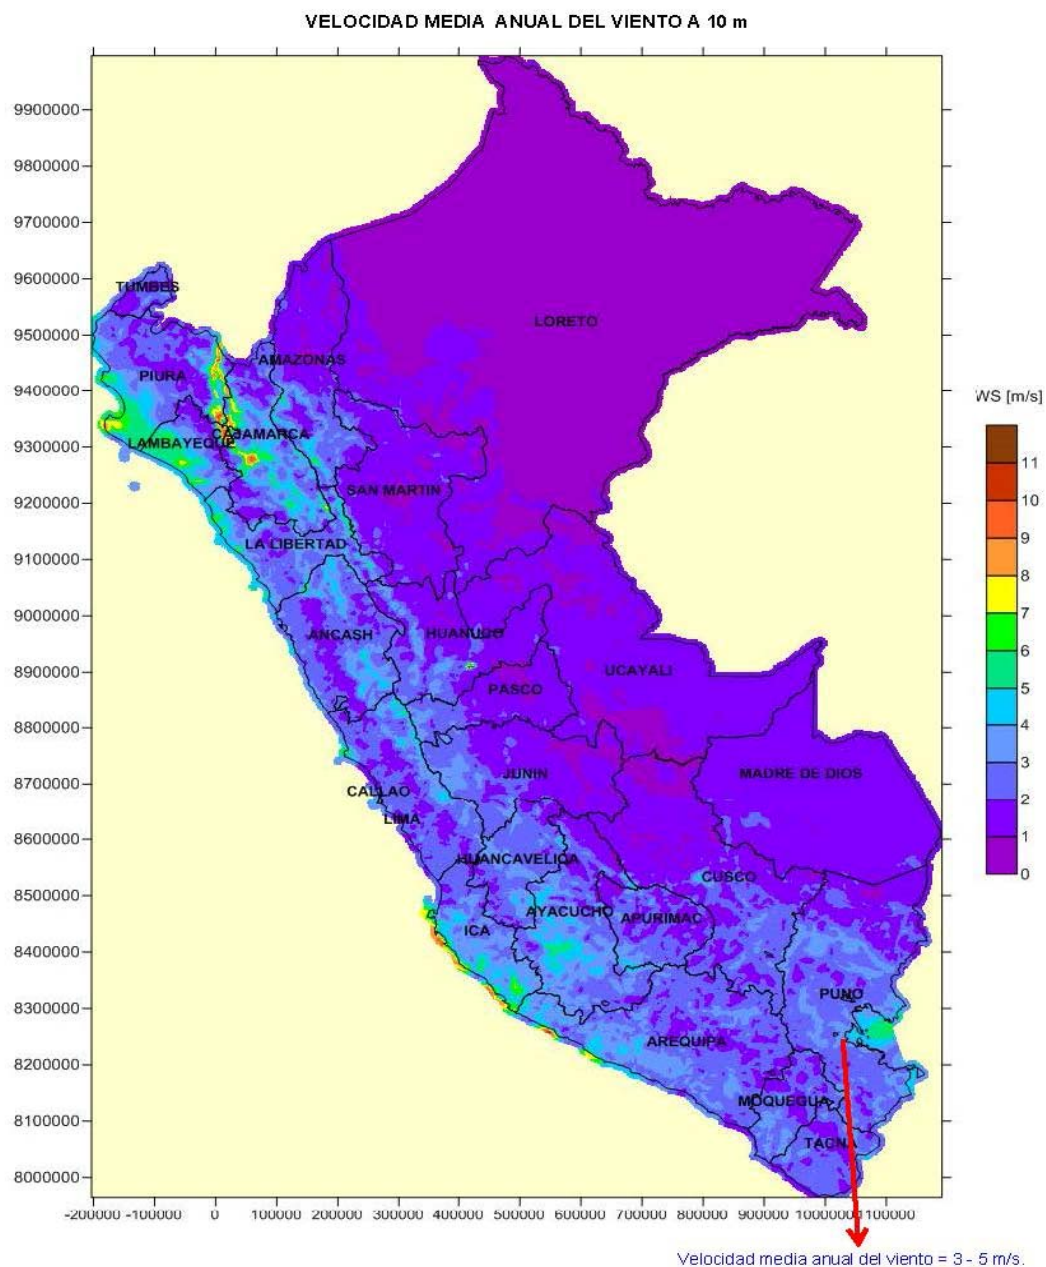 VELOCIDAD MEDIA ANUAL DEL VIENTO A 10 m
9900000
9800000
9700000
9600000
9500000
9400000
9300000
9200000
9100000
9000000
8900000
8800000
8700000
8600000
8500000
8400000
8300000
8200000
8100000
8000000
TUMBES
LORETO
AMAZONAS
PIURA
CAJAMARCA
LAMBAYEQUE
SAN MARTIN
LA LIBERTAD
ANCASH
HUANUCO
UCAYALI
PASCO
JUNIN
MADRE DE DIOS
CALLAO
LIMA
HUANCAVELICA
CUSCO
AYACUCHO
APURIMAC
ICA
PUNO
AREQUIPA
MOQUEGUA
TACNA
WS [m/s]
11
10
9
8
7
6
5
4
3
2
1
0
-200000 -100000 0 100000 200000 300000 400000 500000 600000 700000 800000 900000 10000001100000
Velocidad media anual del viento = 3 - 5 m/s.